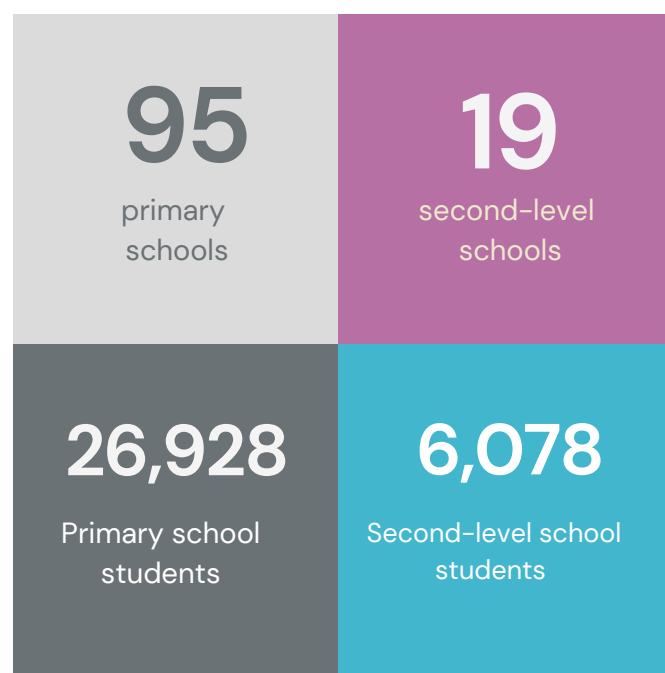 95
primary
schools
19
second-level
schools
26,928
Primary school
students
6,078
Second-level school
students